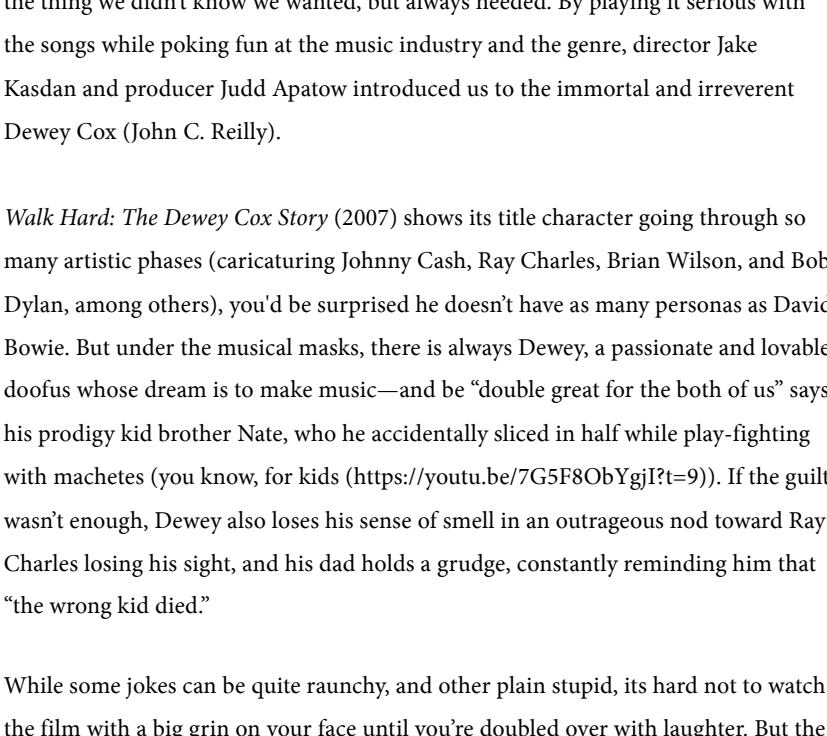 the thing we didn't know we wanted, but always needed. By playing it serious with
the songs while poking fun at the music industry and the genre, director Jake
Kasdan and producer Judd Apatow introduced us to the immortal and irreverent
Dewey Cox (John C. Reilly).
Walk Hard: The Dewey Cox Story (2007) shows its title character going through so
many artistic phases (caricaturing Johnny Cash, Ray Charles, Brian Wilson, and Bob
Dylan, among others), you'd be surprised he doesn’t have as many personas as David
Bowie. But under the musical masks, there is always Dewey, a passionate and lovable
doofus whose dream is to make music—and be “double great for the both of us” says
his prodigy kid brother Nate, who he accidentally sliced in half while play-fighting
with machetes (you know, for kids (https://youtu.be/7G5F8ObYgjI?t=9)). If the guilt
wasn’t enough, Dewey also loses his sense of smell in an outrageous nod toward Ray
Charles losing his sight, and his dad holds a grudge, constantly reminding him that
“the wrong kid died.”
While some jokes can be quite raunchy, and other plain stupid, its hard not to watch
the film with a big grin on your face until you’re doubled over with laughter. But the